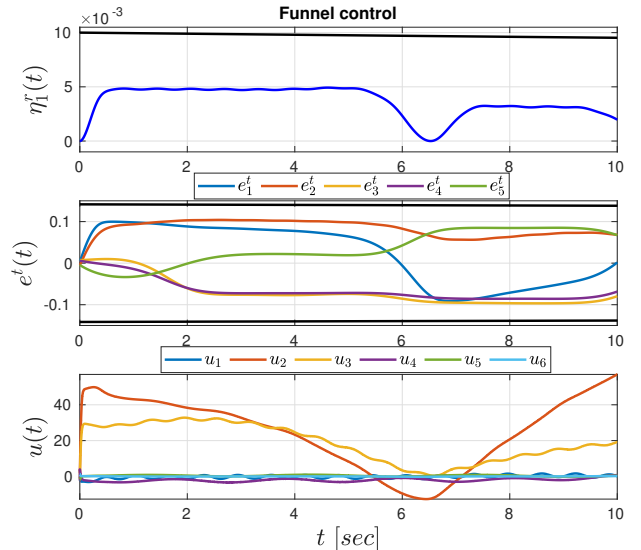 Funnel control
×10⁻³
10
5
0
η₁ʳ(t)
0 2 4 6 8 10
e₁ᵗ e₂ᵗ e₃ᵗ e₄ᵗ e₅ᵗ
0.1
0
-0.1
eᵗ(t)
0 2 4 6 8 10
u₁ u₂ u₃ u₄ u₅ u₆
40
20
0
u(t)
0 2 4 6 8 10
t [sec]